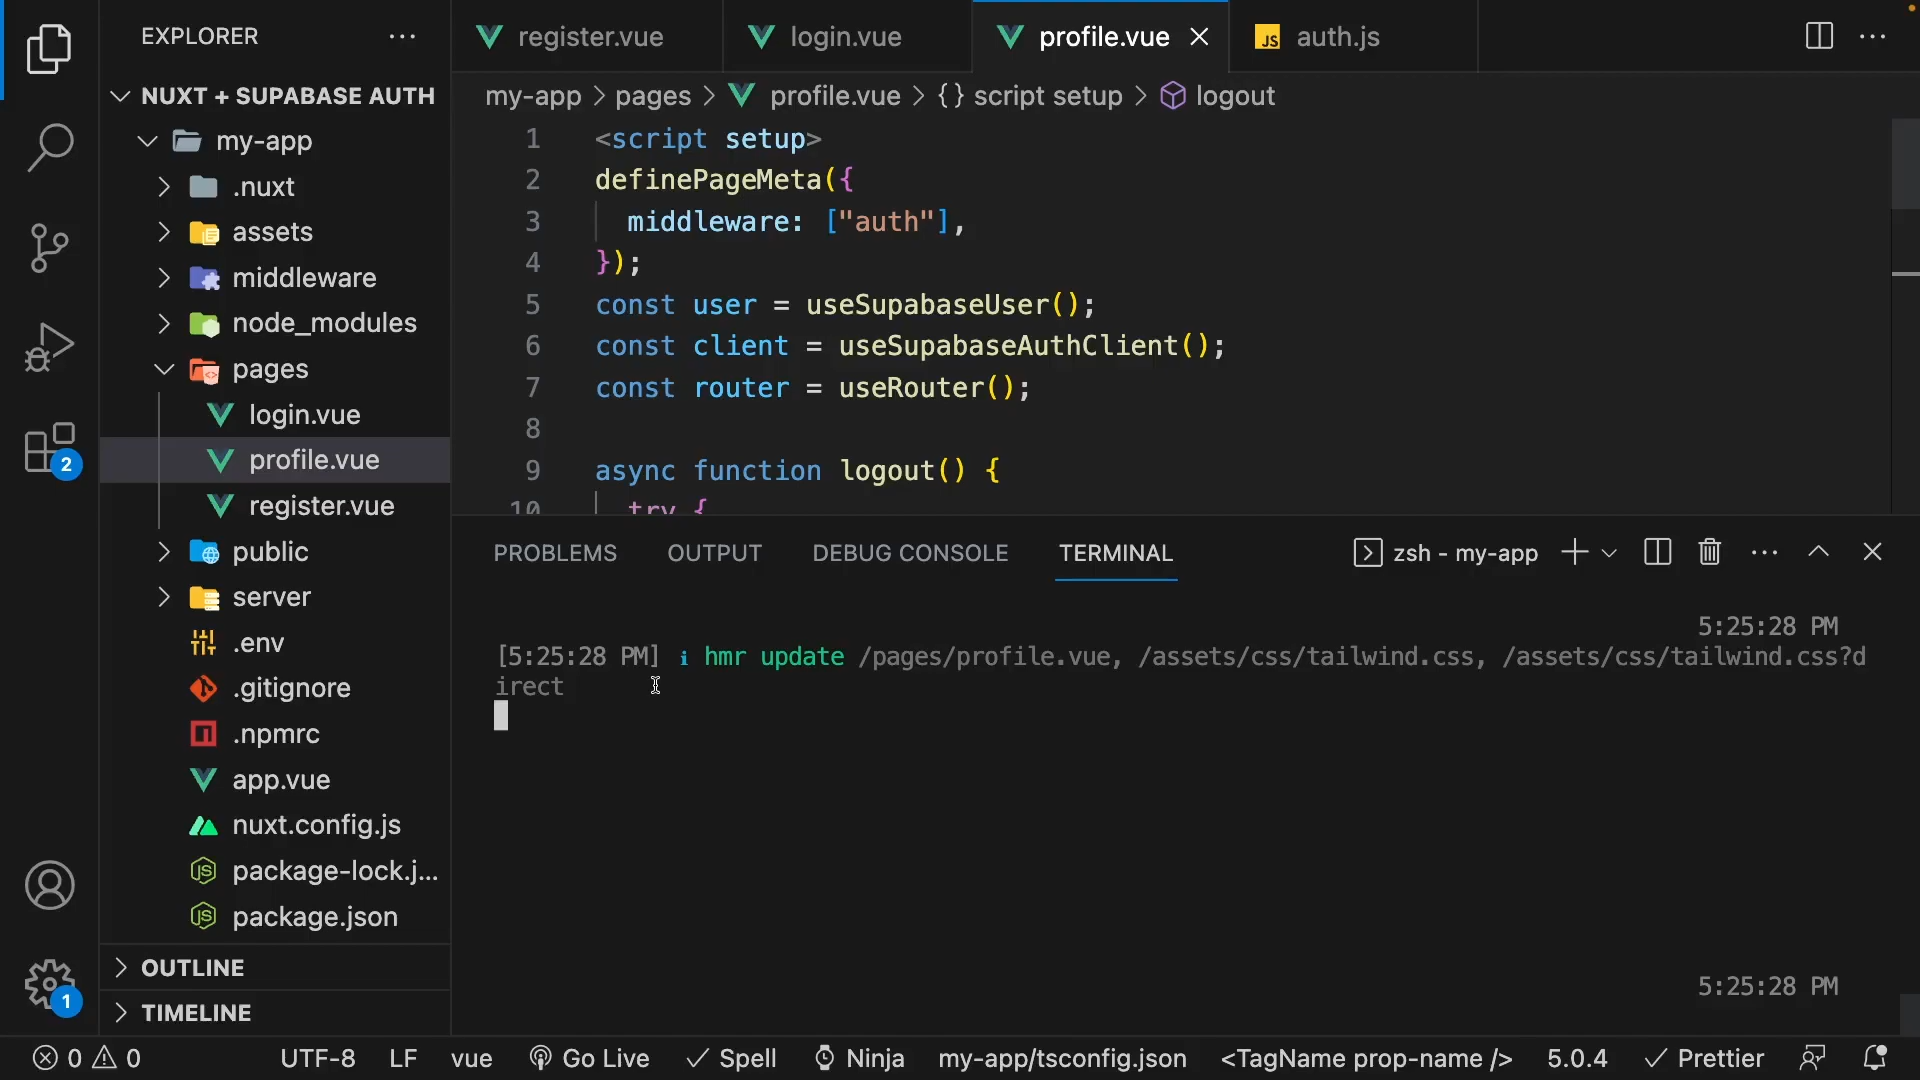 EXPLORER
NUXT + SUPABASE AUTH
my-app
.nuxt
assets
middleware
node_modules
pages
login.vue
profile.vue
register.vue
public
server
.env
.gitignore
.npmrc
app.vue
nuxt.config.js
package-lock.j...
package.json
OUTLINE
TIMELINE
2
1
register.vue
login.vue
profile.vue
JS auth.js
my-app > pages > profile.vue > {} script setup > logout
1 <script setup>
2 definePageMeta({
3 middleware: ["auth"],
4 });
5 const user = useSupabaseUser();
6 const client = useSupabaseAuthClient();
7 const router = useRouter();
8
9 async function logout() {
10 try {
PROBLEMS OUTPUT DEBUG CONSOLE TERMINAL
zsh - my-app
5:25:28 PM
[5:25:28 PM] i hmr update /pages/profile.vue, /assets/css/tailwind.css, /assets/css/tailwind.css?d
irect
5:25:28 PM
0 0 UTF-8 LF vue Go Live Spell Ninja my-app/tsconfig.json <TagName prop-name /> 5.0.4 Prettier